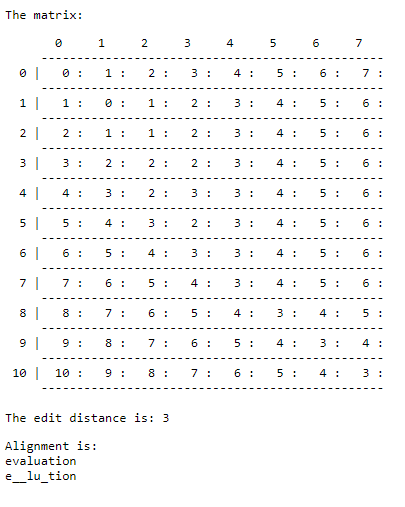 The matrix:
0 1 2 3 4 5 6 7
0 | 0 : 1 : 2 : 3 : 4 : 5 : 6 : 7 :
1 | 1 : 0 : 1 : 2 : 3 : 4 : 5 : 6 :
2 | 2 : 1 : 1 : 2 : 3 : 4 : 5 : 6 :
3 | 3 : 2 : 2 : 2 : 3 : 4 : 5 : 6 :
4 | 4 : 3 : 2 : 3 : 3 : 4 : 5 : 6 :
5 | 5 : 4 : 3 : 2 : 3 : 4 : 5 : 6 :
6 | 6 : 5 : 4 : 3 : 3 : 4 : 5 : 6 :
7 | 7 : 6 : 5 : 4 : 3 : 4 : 5 : 6 :
8 | 8 : 7 : 6 : 5 : 4 : 3 : 4 : 5 :
9 | 9 : 8 : 7 : 6 : 5 : 4 : 3 : 4 :
10 | 10 : 9 : 8 : 7 : 6 : 5 : 4 : 3 :
The edit distance is: 3
Alignment is:
evaluation
e__lu_tion